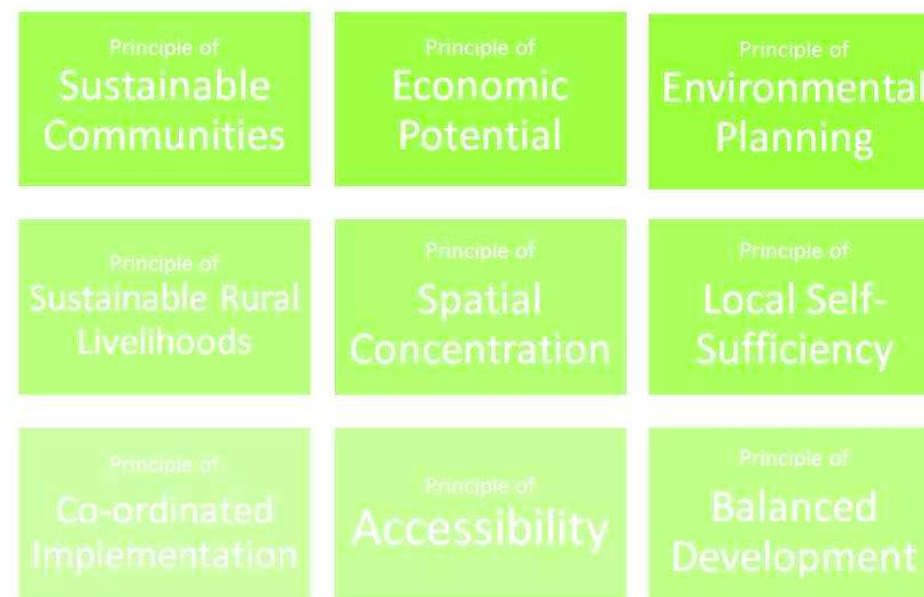 Principle of
Sustainable
Communities
Principle of
Economic
Potential
Principle of
Environmental
Planning
Principle of
Sustainable Rural
Livelihoods
Principle of
Spatial
Concentration
Principle of
Local Self-
Sufficiency
Principle of
Co-ordinated
Implementation
Principle of
Accessibility
Principle of
Balanced
Development